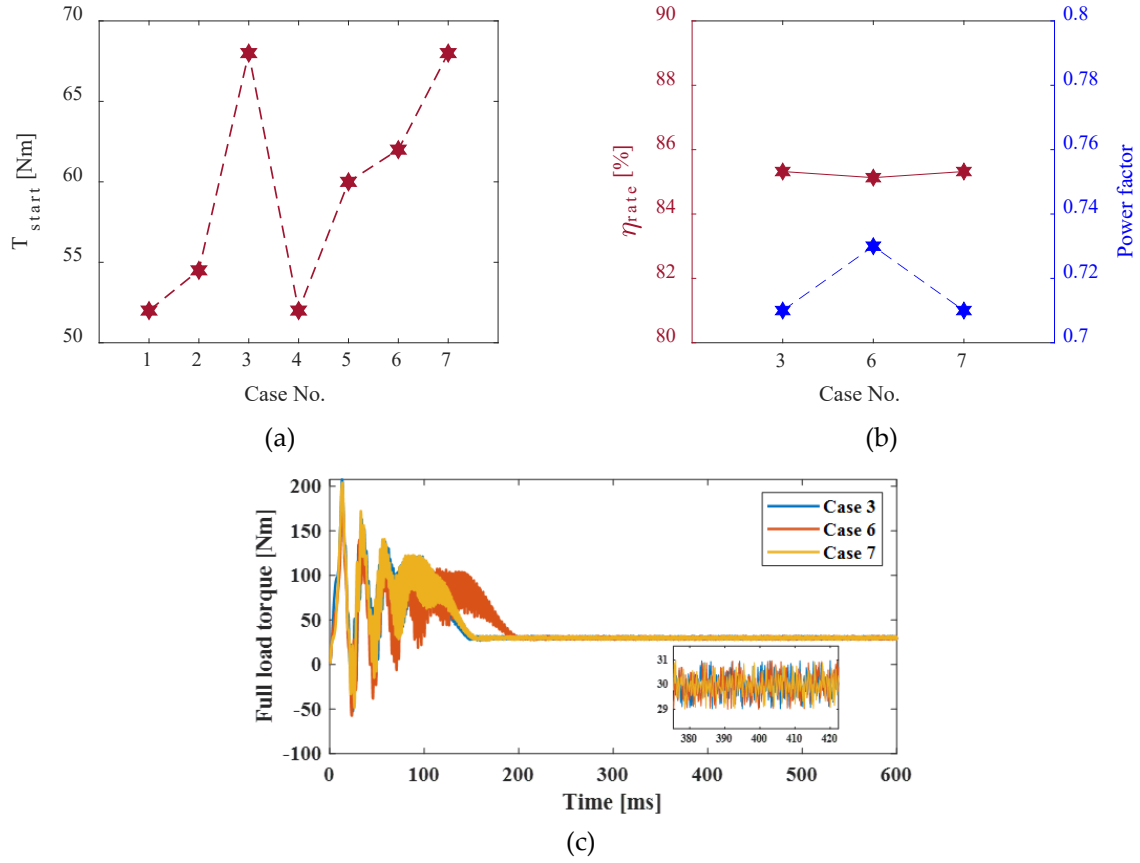 70
65
60
55
50
T start [Nm]
1 2 3 4 5 6 7
Case No.
(a)
90
88
86
84
82
80
ηrate [%]
0.8
0.78
0.76
0.74
0.72
0.7
Power factor
3 6 7
Case No.
(b)
200
150
100
50
0
-50
-100
Full load torque [Nm]
Case 3
Case 6
Case 7
31
30
29
380 390 400 410 420
0 100 200 300 400 500 600
Time [ms]
(c)